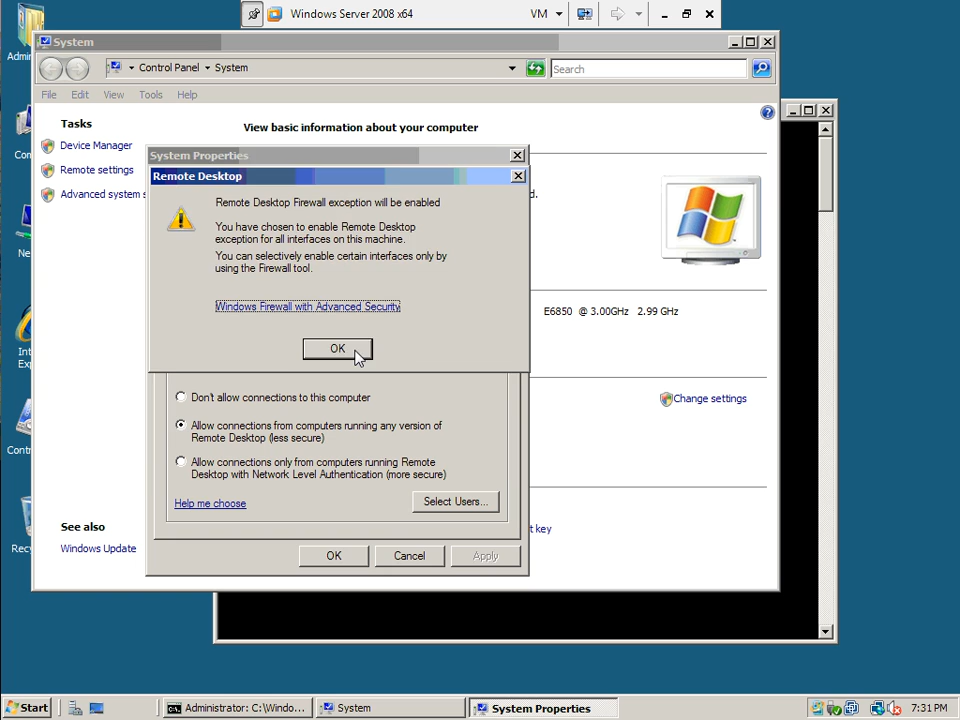 Windows Server 2008 x64
VM
Admin
System
Control Panel
System
Search
File Edit View Tools Help
Tasks
View basic information about your computer
Device Manager
Remote settings
Advanced system s
System Properties
Remote Desktop
Remote Desktop Firewall exception will be enabled
You have chosen to enable Remote Desktop
exception for all interfaces on this machine.
You can selectively enable certain interfaces only by
using the Firewall tool.
Windows Firewall with Advanced Security
OK
d.
E6850 @ 3.00GHz 2.99 GHz
Com
Ne
Int
Exp
Contr
Recy
Don't allow connections to this computer
Allow connections from computers running any version of
Remote Desktop (less secure)
Allow connections only from computers running Remote
Desktop with Network Level Authentication (more secure)
Help me choose
Select Users...
Change settings
See also
Windows Update
t key
OK Cancel Apply
Start
Administrator: C:\Windo...
System
System Properties
7:31 PM